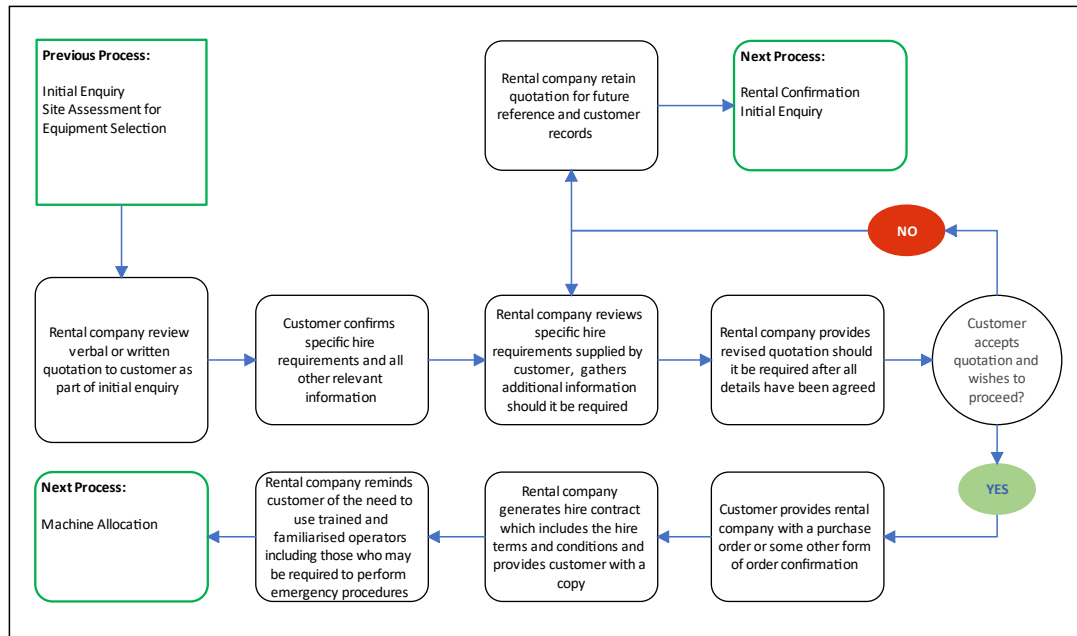 Previous Process:
Initial Enquiry
Site Assessment for
Equipment Selection
Rental company retain
quotation for future
reference and customer
records
Next Process:
Rental Confirmation
Initial Enquiry
NO
Rental company review
verbal or written
quotation to customer as
part of initial enquiry
Customer confirms
specific hire
requirements and all
other relevant
information
Rental company reviews
specific hire
requirements supplied by
customer, gathers
additional information
should it be required
Rental company provides
revised quotation should
it be required after all
details have been agreed
Customer
accepts
quotation and
wishes to
proceed?
YES
Next Process:
Machine Allocation
Rental company reminds
customer of the need to
use trained and
familiarised operators
including those who may
be required to perform
emergency procedures
Rental company
generates hire contract
which includes the hire
terms and conditions and
provides customer with a
copy
Customer provides rental
company with a purchase
order or some other form
of order confirmation